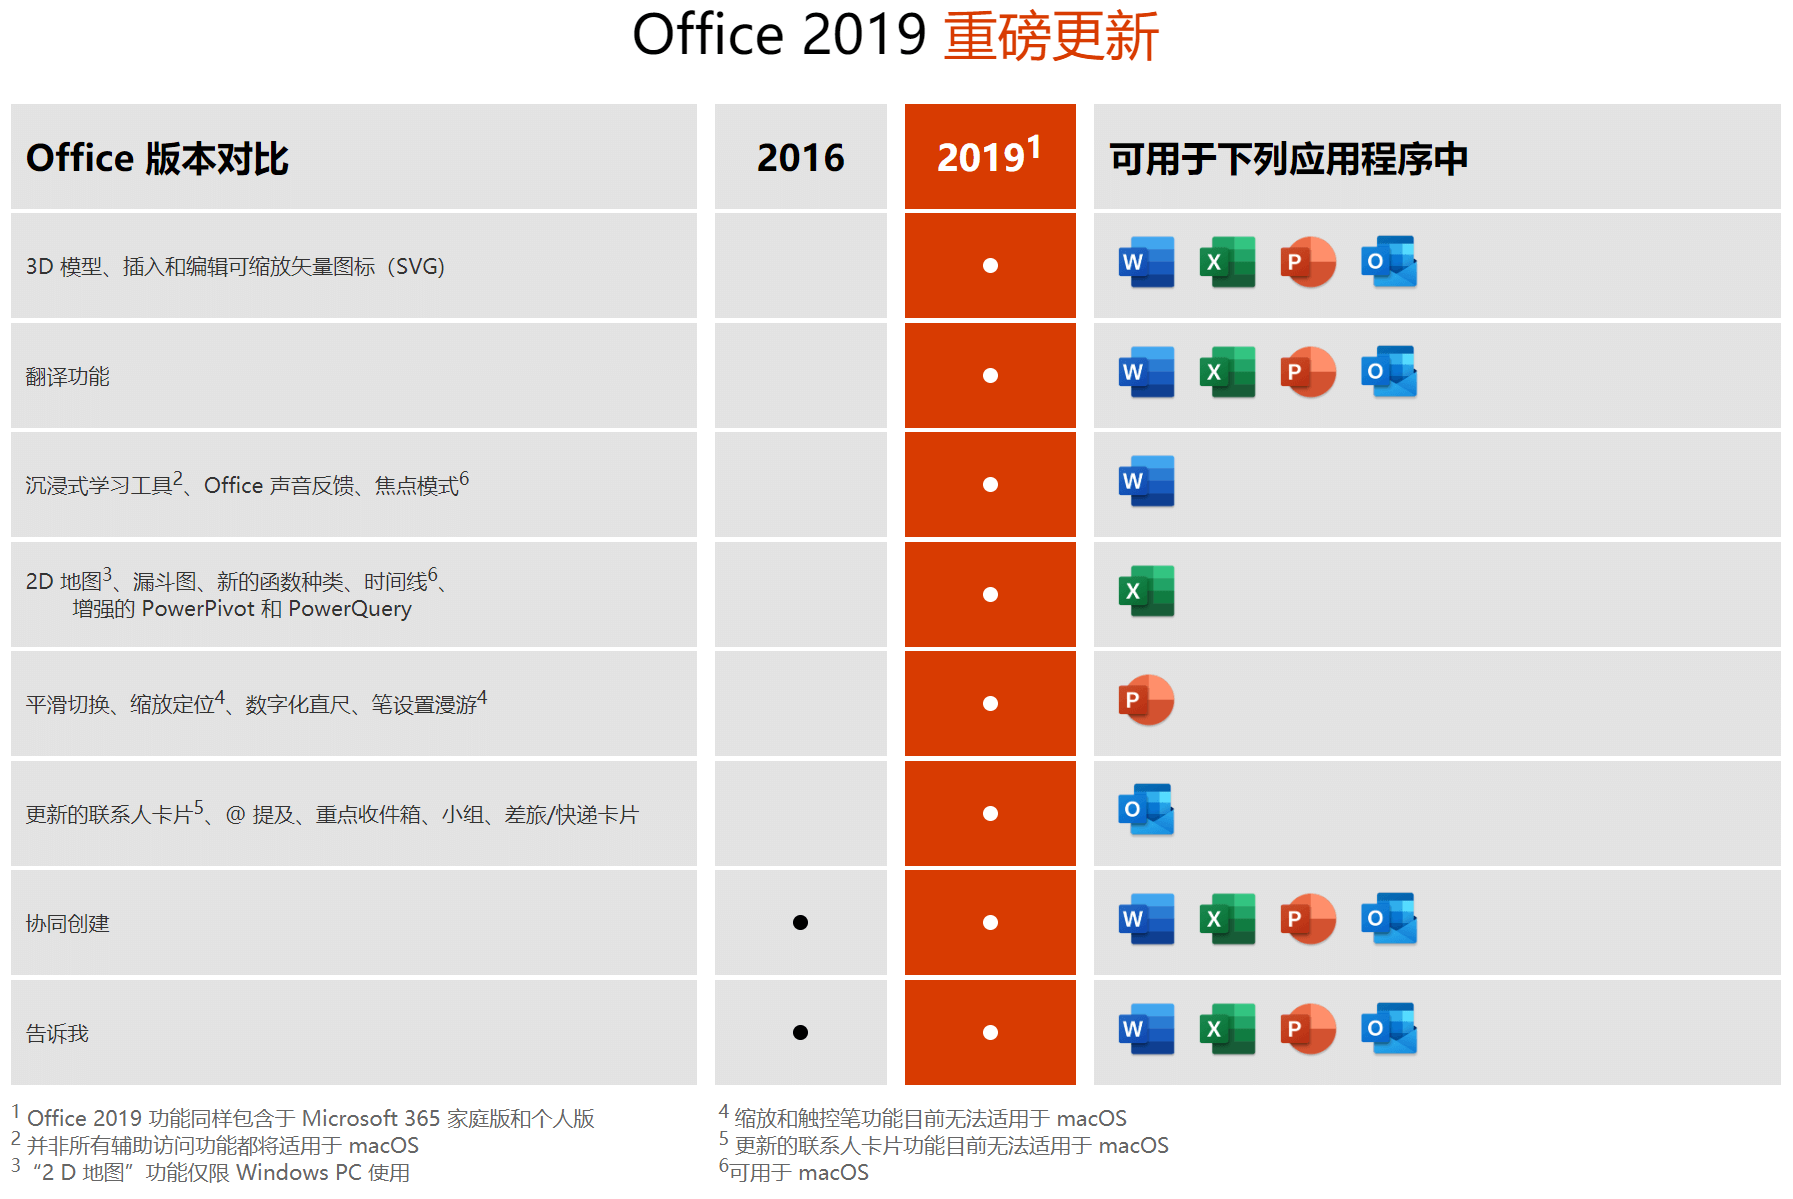 Office 2019 重磅更新
Office 版本对比
2016
2019¹
可用于下列应用程序中
3D 模型、插入和编辑可缩放矢量图标（SVG)
W X P O
翻译功能
W X P O
沉浸式学习工具²、Office 声音反馈、焦点模式⁶
W
2D 地图³、漏斗图、新的函数种类、时间线⁶、
增强的 PowerPivot 和 PowerQuery
X
平滑切换、缩放定位⁴、数字化直尺、笔设置漫游⁴
P
更新的联系人卡片⁵、@ 提及、重点收件箱、小组、差旅/快递卡片
O
协同创建
W X P O
告诉我
W X P O
¹ Office 2019 功能同样包含于 Microsoft 365 家庭版和个人版
² 并非所有辅助访问功能都将适用于 macOS
³ “2 D 地图”功能仅限 Windows PC 使用
⁴ 缩放和触控笔功能目前无法适用于 macOS
⁵ 更新的联系人卡片功能目前无法适用于 macOS
⁶可用于 macOS